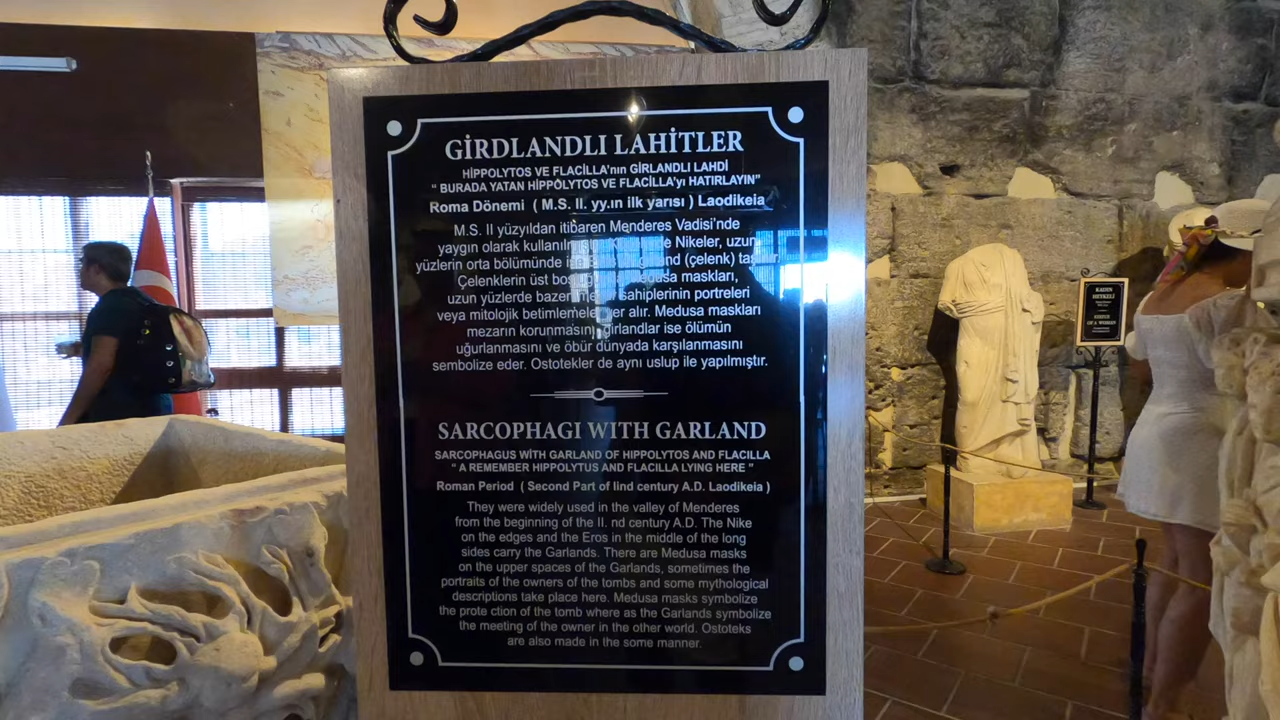 GİRDLANDLI LAHİTLER
HİPPOLYTOS VE FLACİLLA'nın GİRLANDLI LAHDİ
“ BURADA YATAN HİPPOLYTOS VE FLACİLLA'yı HATIRLAYIN”
Roma Dönemi ( M.S. II. yy.ın ilk yarısı ) Laodikeia
M.S. II yüzyıldan itibaren Menderes Vadisi'nde
yaygın olarak Nikeler, uzun
yüzlerin orta bölümünde (çelenk)
Çelenklerin üst maskları,
uzun yüzlerde sahiplerinin portreleri
veya mitolojik alır. Medusa maskları
mezarın girlandlar ise ölümün
uğurlanmasını ve öbür dünyada karşılanmasını
sembolize eder. Ostotekler de aynı uslup ile yapılmıştır.
SARCOPHAGI WITH GARLAND
SARCOPHAGUS WİTH GARLAND OF HIPPOLYTOS AND FLACILLA
“ A REMEMBER HIPPOLYTUS AND FLACILLA LYING HERE ”
Roman Period ( Second Part of Iind century A.D. Laodikeia )
They were widely used in the valley of Menderes
from the beginning of the II. nd century A.D. The Nike
on the edges and the Eros in the middle of the long
sides carry the Garlands. There are Medusa masks
on the upper spaces of the Garlands, sometimes the
portraits of the owners of the tombs and some mythological
descriptions take place here. Medusa masks symbolize
the prote ction of the tomb where as the Garlands symbolize
the meeting of the owner in the other world. Ostoteks
are also made in the some manner.
KADIN
HEYKELİ
OF A WOMAN